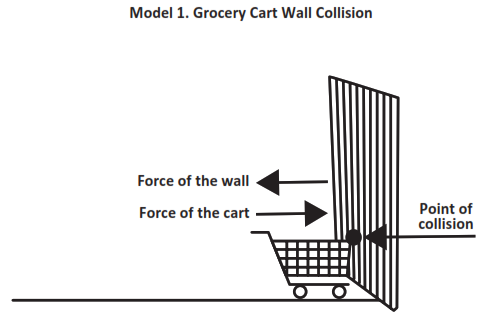 Model 1. Grocery Cart Wall Collision
Force of the wall
Force of the cart
Point of
collision